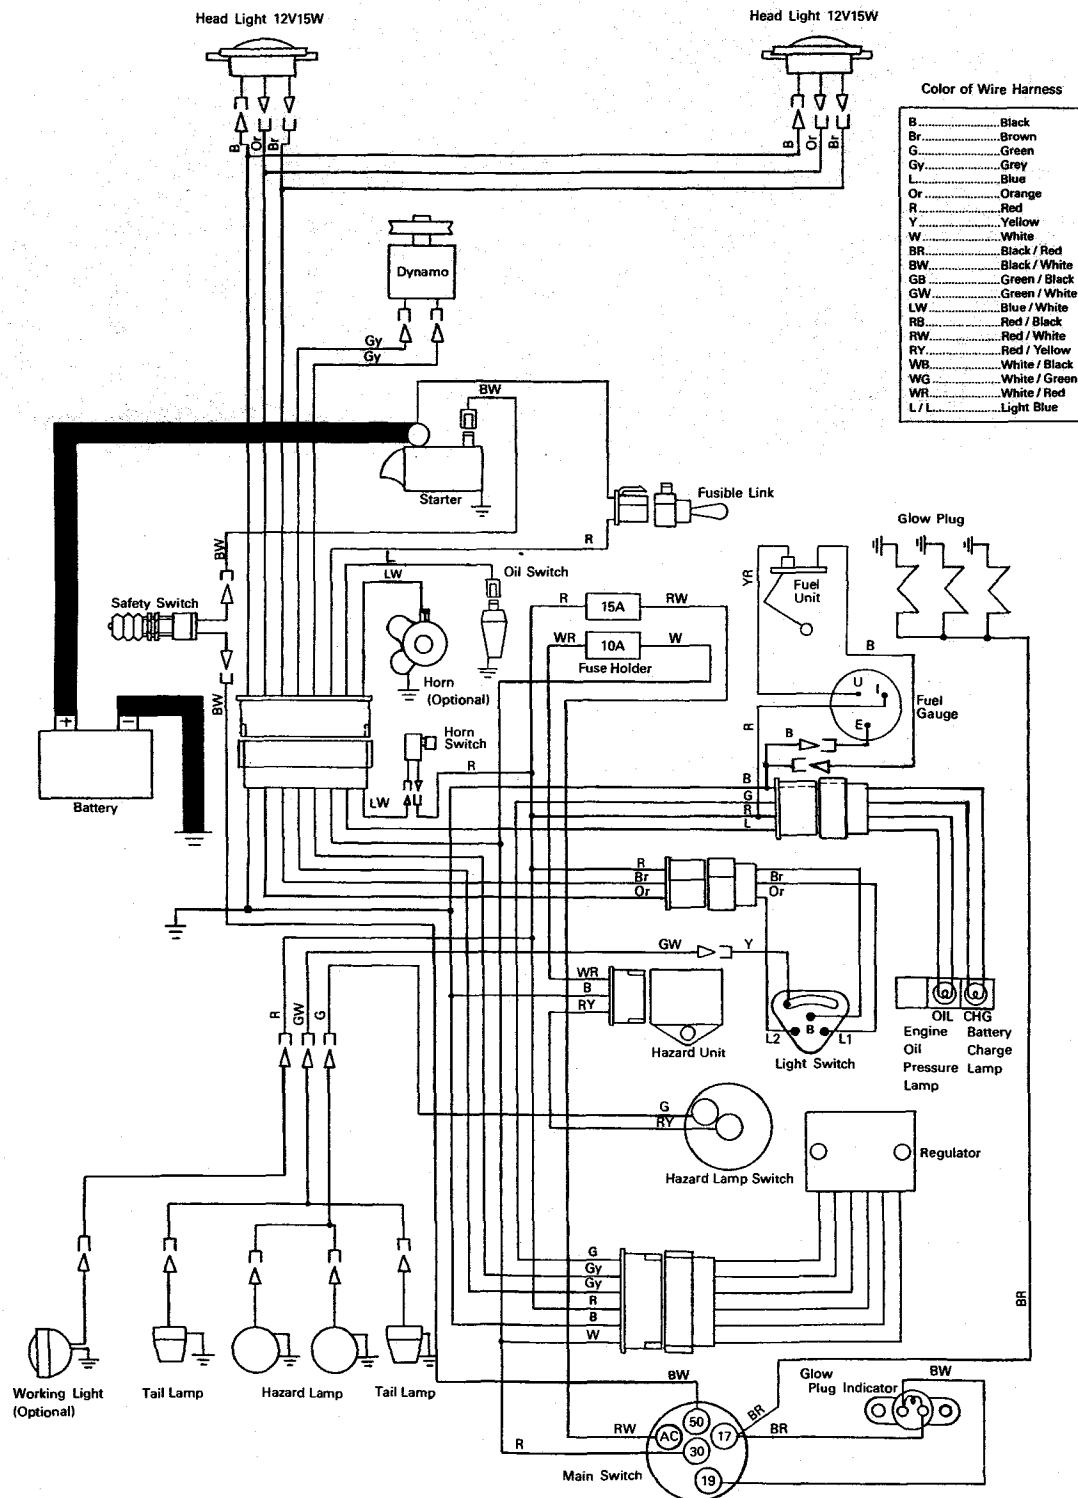 Head Light 12V15W
Head Light 12V15W
Color of Wire Harness
B..............Black
Br..............Brown
G..............Green
Gy..............Grey
L..............Blue
Or..............Orange
R..............Red
Y..............Yellow
W..............White
BR..............Black / Red
BW..............Black / White
GB..............Green / Black
GW..............Green / White
LW..............Blue / White
RB..............Red / Black
RW..............Red / White
RY..............Red / Yellow
WB..............White / Black
WG..............White / Green
WR..............White / Red
L / L..............Light Blue
B
Or
Br
B
Or
Br
Dynamo
Gy
Gy
BW
Starter
Fusible Link
R
BW
L
LW
Oil Switch
Glow Plug
YR
Fuel
Unit
Safety Switch
R
15A
RW
WR
10A
W
Fuse Holder
B
Horn
(Optional)
BW
U
I
E
Fuel
Gauge
R
B
+
−
Horn
Switch
R
Battery
LW
B
G
R
L
R
Br
Or
Br
Or
GW
Y
WR
B
RY
R
GW
G
Hazard Unit
L2
B
L1
Light Switch
OIL
CHG
Engine
Oil
Pressure
Lamp
Battery
Charge
Lamp
G
RY
Hazard Lamp Switch
Regulator
G
Gy
Gy
R
B
W
BR
Working Light
(Optional)
Tail Lamp
Hazard Lamp
Tail Lamp
BW
Glow
Plug Indicator
BW
BR
RW
AC
50
17
30
19
BR
R
Main Switch